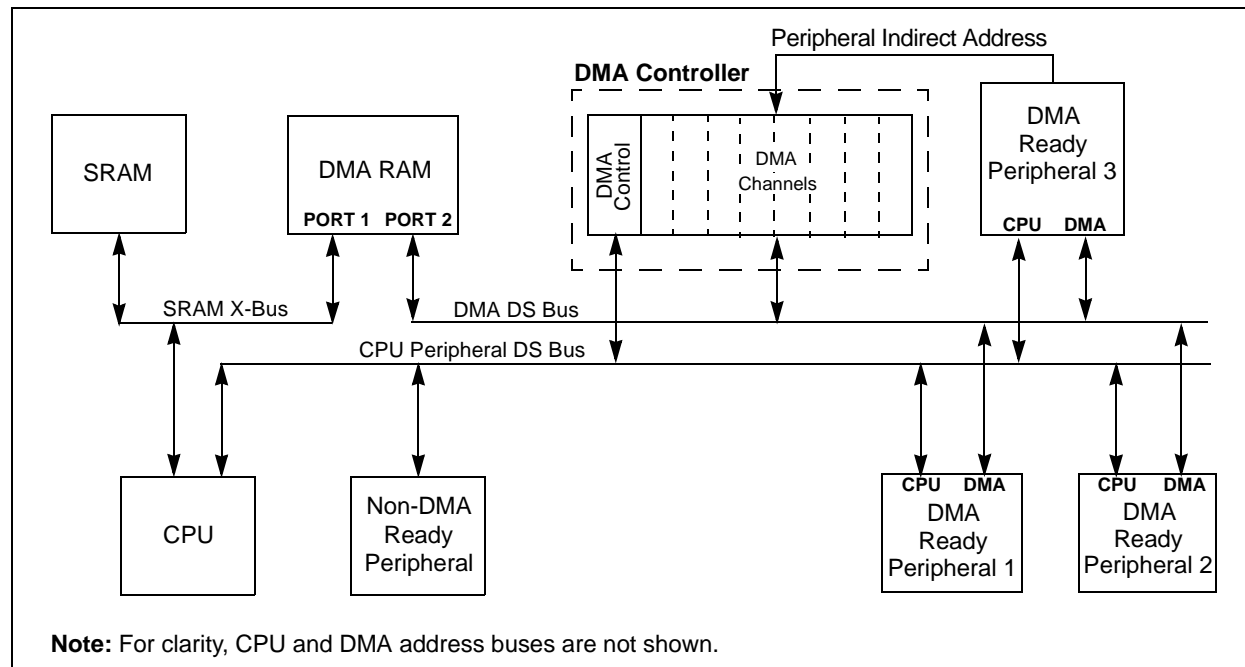 Peripheral Indirect Address
DMA Controller
SRAM
DMA RAM
PORT 1 PORT 2
DMA
Control
DMA
Channels
DMA
Ready
Peripheral 3
CPU DMA
SRAM X-Bus
DMA DS Bus
CPU Peripheral DS Bus
CPU
Non-DMA
Ready
Peripheral
CPU DMA
DMA
Ready
Peripheral 1
CPU DMA
DMA
Ready
Peripheral 2
Note: For clarity, CPU and DMA address buses are not shown.